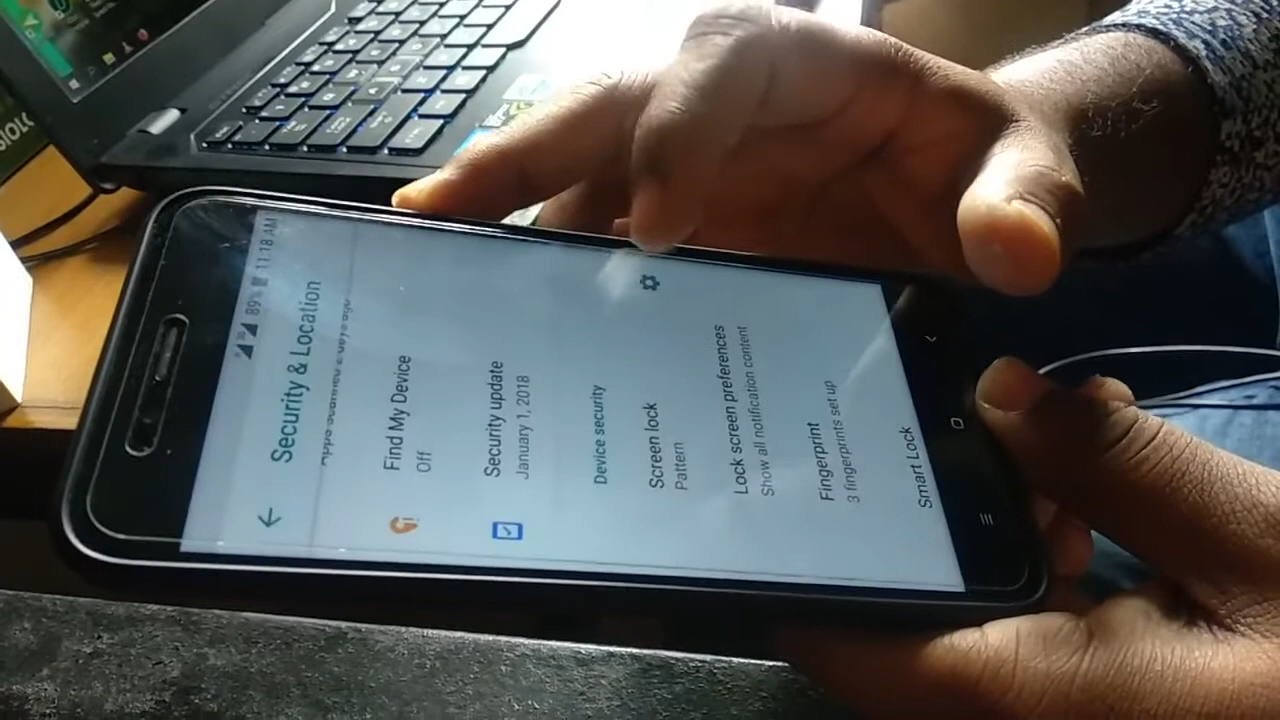 89% 11:18 AM
Security & Location
Find My Device
Off
Security update
January 1, 2018
Device security
Screen lock
Pattern
Lock screen preferences
Show all notification content
Fingerprint
3 fingerprints set up
Smart Lock